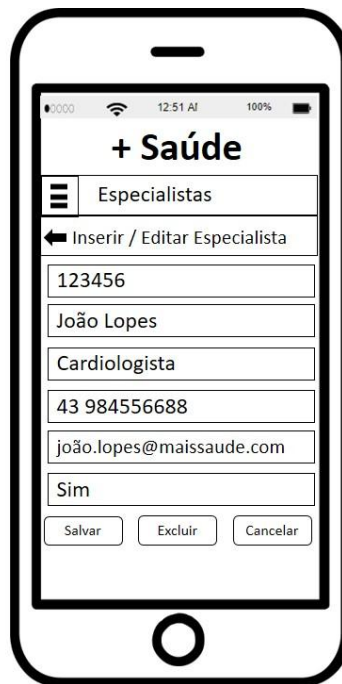 12:51 AM 100%
+ Saúde
Especialistas
Inserir / Editar Especialista
123456
João Lopes
Cardiologista
43 984556688
joão.lopes@maissaude.com
Sim
Salvar Excluir Cancelar